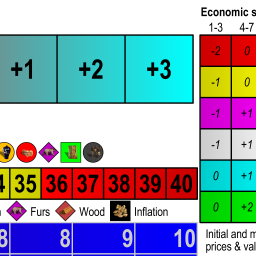 Economic s
1-3 4-7
+1 +2 +3
-2 0
-1 0
-1 +1
-1 +1
0 +1
0 +2
4 35 36 37 38 39 40
Furs Wood Inflation
8 8 9 10
Initial and m
prices & val